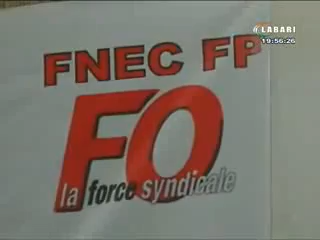 LABARI
19:56:26
FNEC FP
FO
la force syndicale